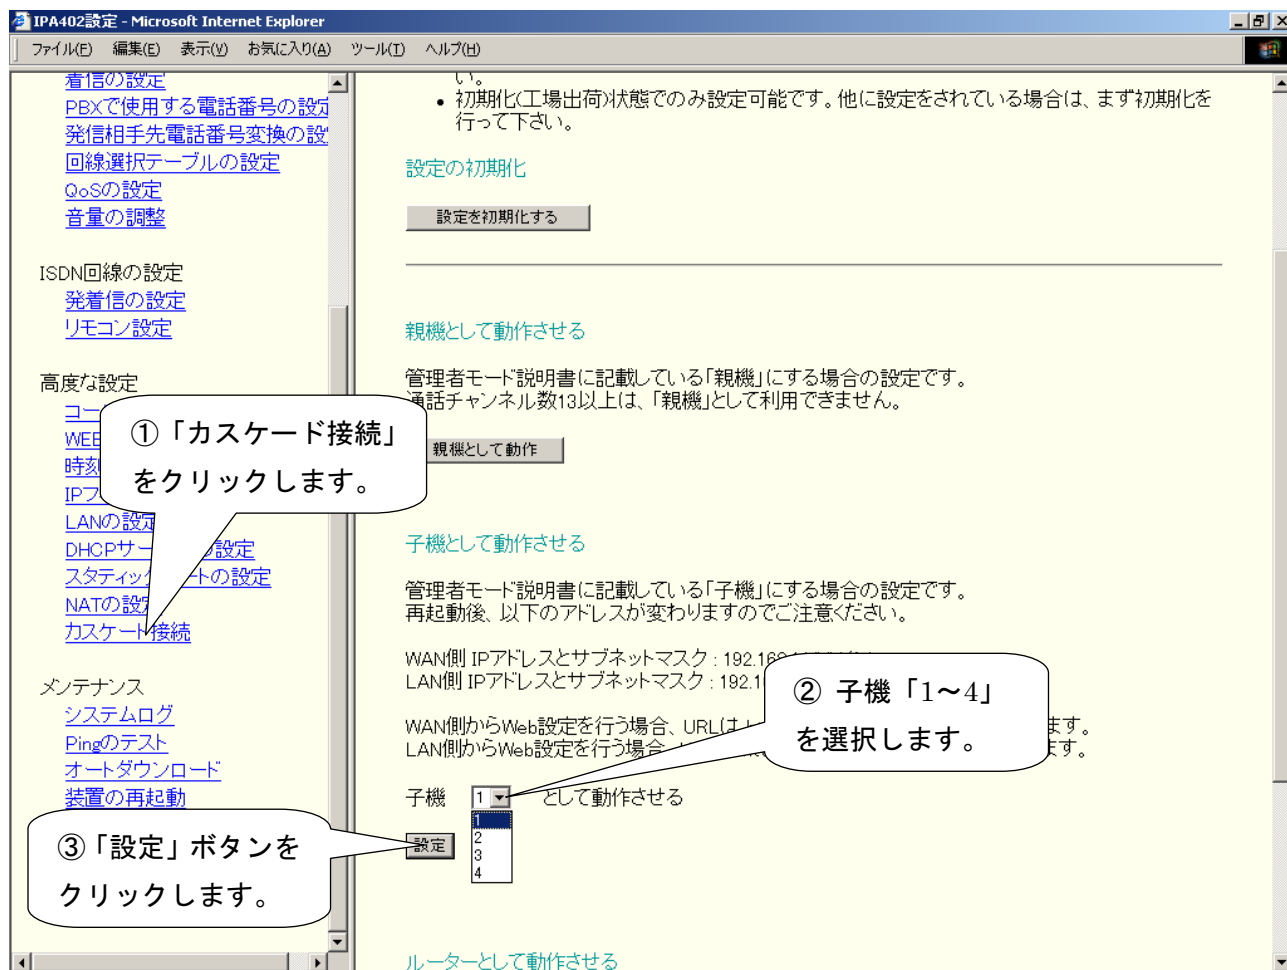 IPA402設定 - Microsoft Internet Explorer
ファイル(F) 編集(E) 表示(V) お気に入り(A) ツール(T) ヘルプ(H)
着信の設定
PBXで使用する電話番号の設定
発信相手先電話番号変換の設
回線選択テーブルの設定
QoSの設定
音量の調整
ISDN回線の設定
発着信の設定
リモコン設定
高度な設定
コー
WEB
時刻
IPフ
LANの設定
DHCPサー の設定
スタティック ートの設定
NATの設定
カスケード接続
メンテナンス
システムログ
Pingのテスト
オートダウンロード
装置の再起動
①「カスケード接続」
をクリックします。
③「設定」ボタンを
クリックします。
い。
• 初期化(工場出荷)状態でのみ設定可能です。他に設定をされている場合は、まず初期化を
行って下さい。
設定の初期化
設定を初期化する
親機として動作させる
管理者モード説明書に記載している「親機」にする場合の設定です。
通話チャンネル数13以上は、「親機」として利用できません。
親機として動作
子機として動作させる
管理者モード説明書に記載している「子機」にする場合の設定です。
再起動後、以下のアドレスが変わりますのでご注意ください。
WAN側 IPアドレスとサブネットマスク : 192.168
LAN側 IPアドレスとサブネットマスク : 192.1
WAN側からWeb設定を行う場合、URLは ます。
LAN側からWeb設定を行う場合、 ます。
② 子機「1～4」
を選択します。
子機 1 として動作させる
1
2
3
4
設定
ルーターとして動作させる